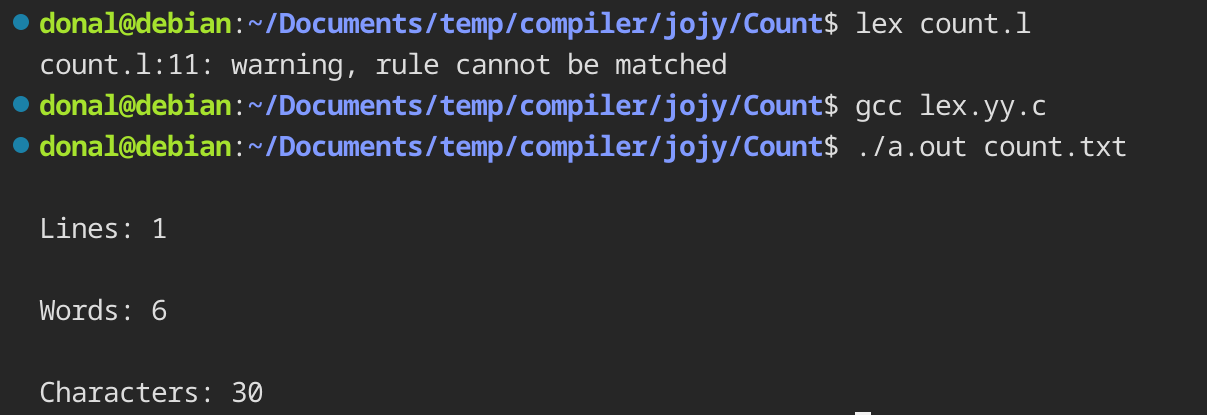 donal@debian:~/Documents/temp/compiler/jojy/Count$ lex count.l
count.l:11: warning, rule cannot be matched
donal@debian:~/Documents/temp/compiler/jojy/Count$ gcc lex.yy.c
donal@debian:~/Documents/temp/compiler/jojy/Count$ ./a.out count.txt
Lines: 1
Words: 6
Characters: 30